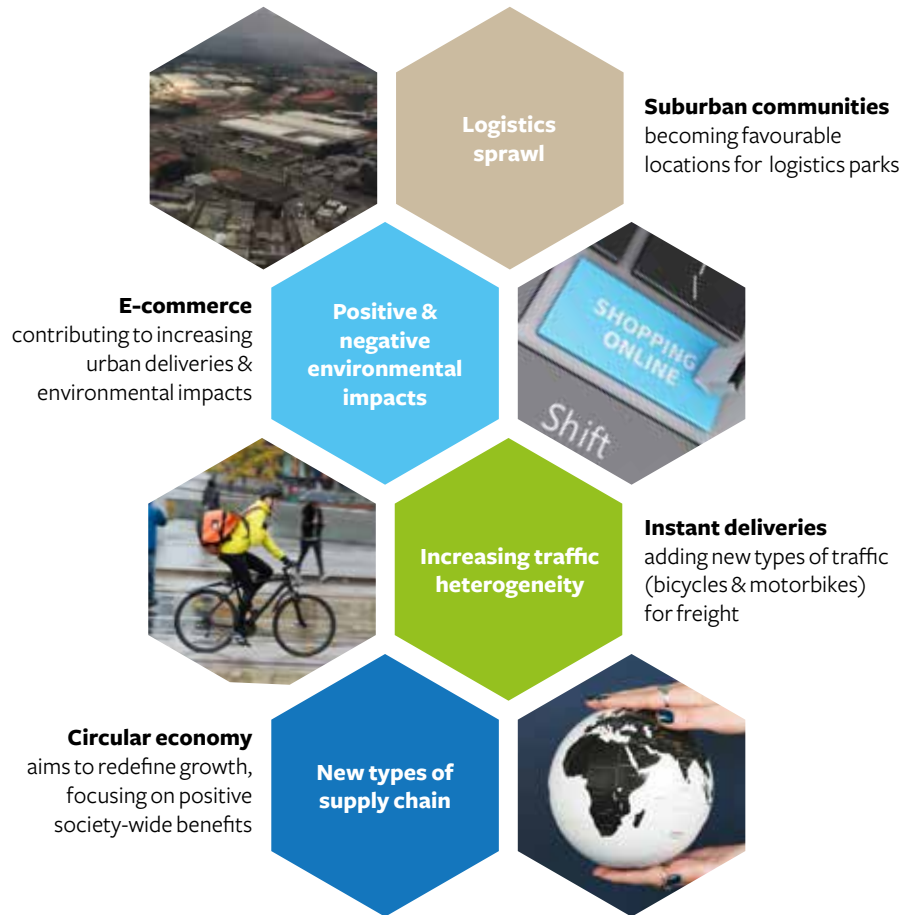 Logistics
sprawl
Suburban communities
becoming favourable
locations for logistics parks
E-commerce
contributing to increasing
urban deliveries &
environmental impacts
Positive &
negative
environmental
impacts
SHOPPING
ONLINE
Shift
Increasing traffic
heterogeneity
Instant deliveries
adding new types of traffic
(bicycles & motorbikes)
for freight
Circular economy
aims to redefine growth,
focusing on positive
society-wide benefits
New types of
supply chain